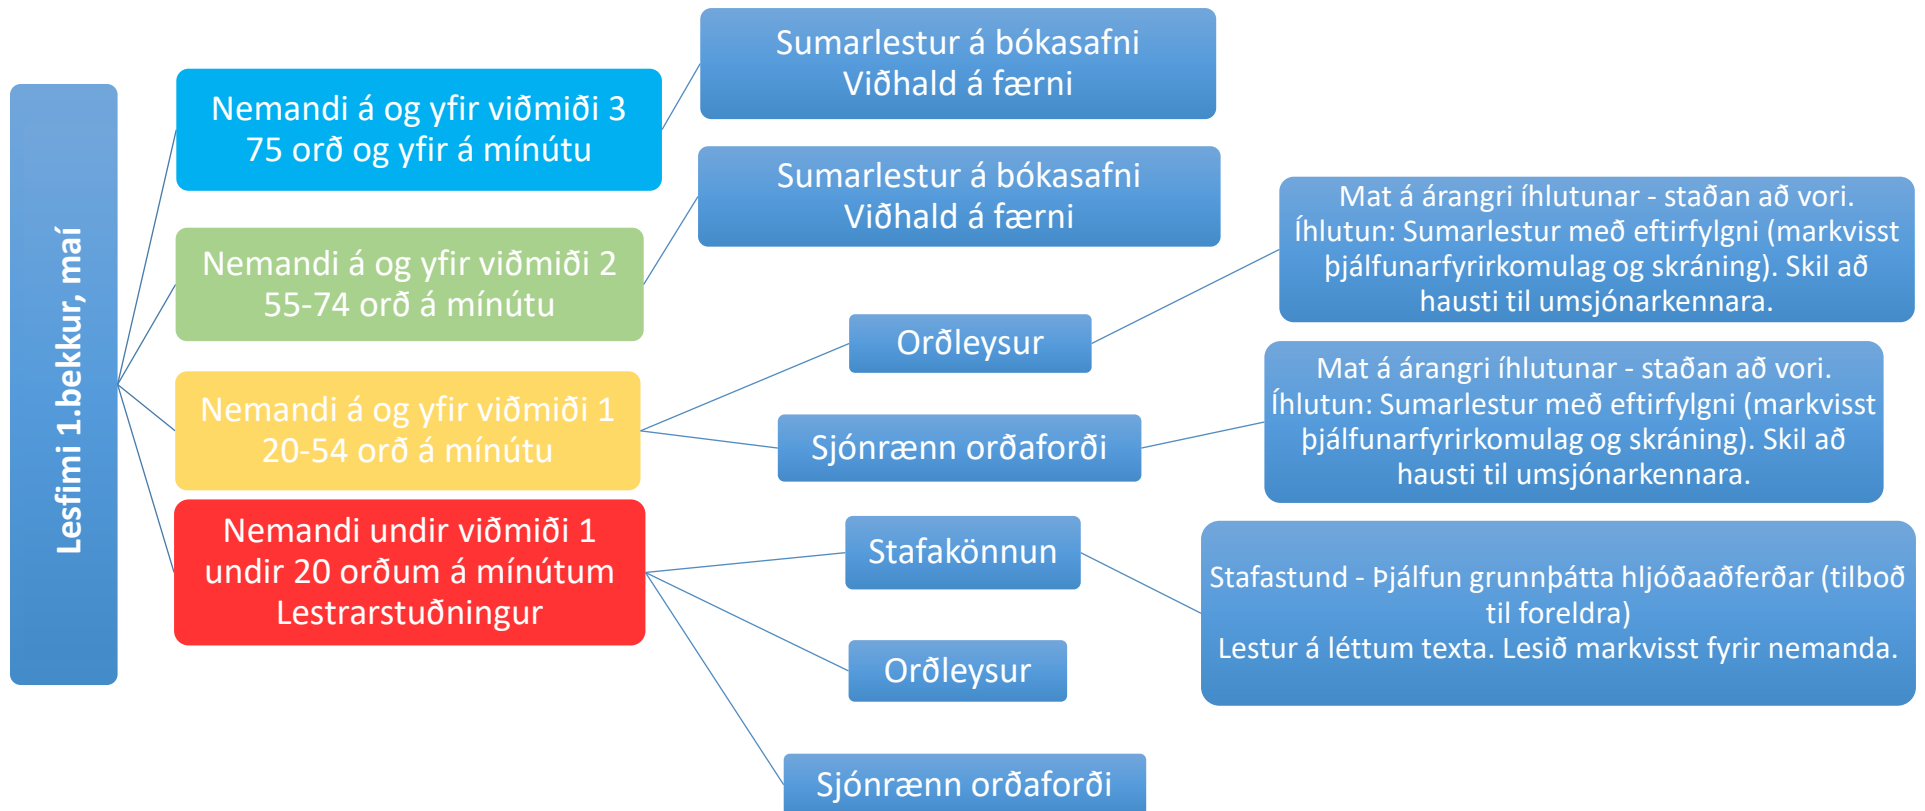 Lesfimi 1.bekkur, maí
Nemandi á og yfir viðmiði 3
75 orð og yfir á mínútu
Sumarlestur á bókasafni
Viðhald á færni
Nemandi á og yfir viðmiði 2
55-74 orð á mínútu
Sumarlestur á bókasafni
Viðhald á færni
Nemandi á og yfir viðmiði 1
20-54 orð á mínútu
Orðleysur
Mat á árangri íhlutunar - staðan að vori.
Íhlutun: Sumarlestur með eftirfylgni (markvisst
þjálfunarfyrirkomulag og skráning). Skil að
hausti til umsjónarkennara.
Sjónrænn orðaforði
Mat á árangri íhlutunar - staðan að vori.
Íhlutun: Sumarlestur með eftirfylgni (markvisst
þjálfunarfyrirkomulag og skráning). Skil að
hausti til umsjónarkennara.
Nemandi undir viðmiði 1
undir 20 orðum á mínútum
Lestrarstuðningur
Stafakönnun
Stafastund - Þjálfun grunnþátta hljóðaaðferðar (tilboð
til foreldra)
Lestur á léttum texta. Lesið markvisst fyrir nemanda.
Orðleysur
Sjónrænn orðaforði